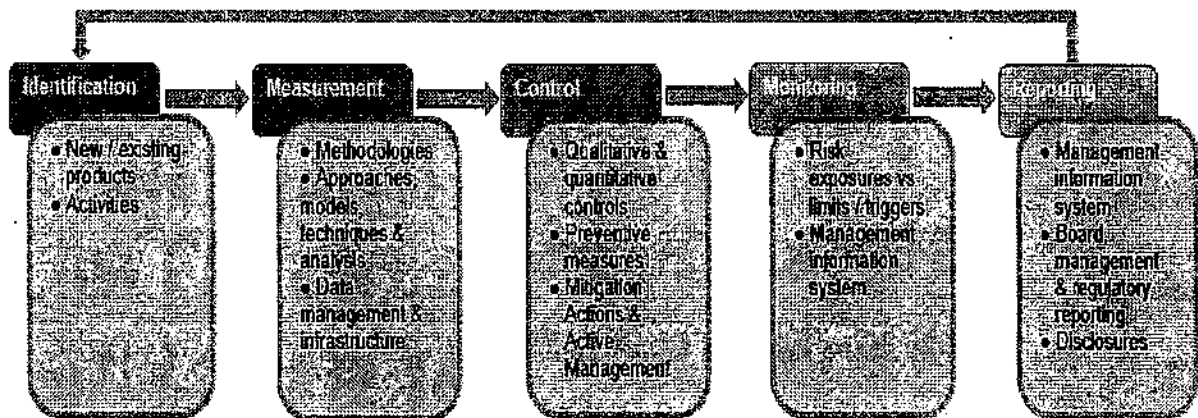 Identification
• New / existing
products
• Activities
Measurement
• Methodologies
• Approaches,
models,
techniques &
analysis
• Data
management &
infrastructure
Control
• Qualitative &
quantitative
controls
• Preventive
measures
• Mitigation
Actions &
Active
Management
Monitoring
• Risk
exposures vs
limits / triggers
• Management
information
system
Reporting
• Management
information
system
• Board,
management
& regulatory
reporting
• Disclosures